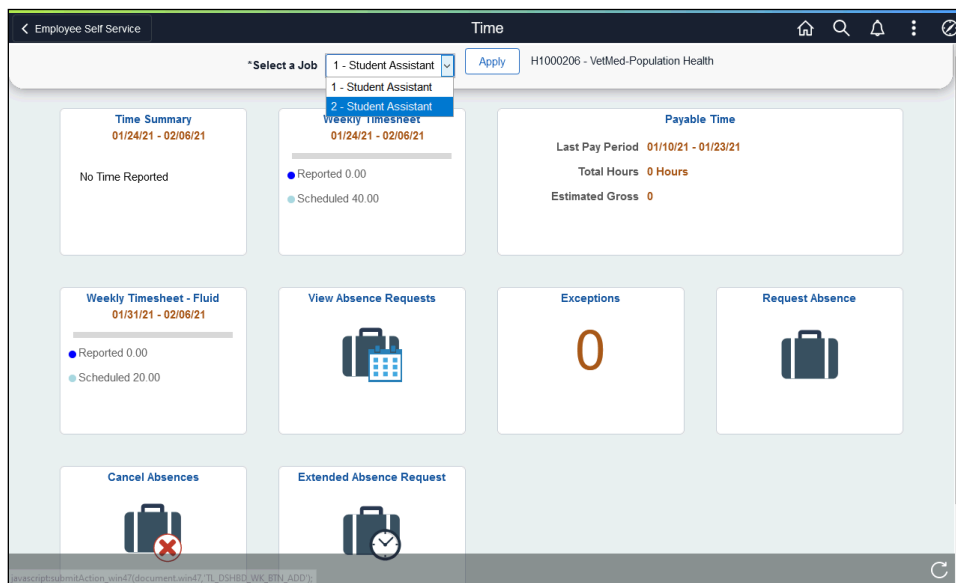 Employee Self Service
Time
*Select a Job
1 - Student Assistant
Apply
H1000206 - VetMed-Population Health
1 - Student Assistant
2 - Student Assistant
Time Summary
01/24/21 - 02/06/21
No Time Reported
Weekly Timesheet
01/24/21 - 02/06/21
Reported 0.00
Scheduled 40.00
Payable Time
Last Pay Period 01/10/21 - 01/23/21
Total Hours 0 Hours
Estimated Gross 0
Weekly Timesheet - Fluid
01/31/21 - 02/06/21
Reported 0.00
Scheduled 20.00
View Absence Requests
Exceptions
0
Request Absence
Cancel Absences
Extended Absence Request
javascript:submitAction_win47(document.win47,'TL_DSHBD_WK_BTN_ADD');